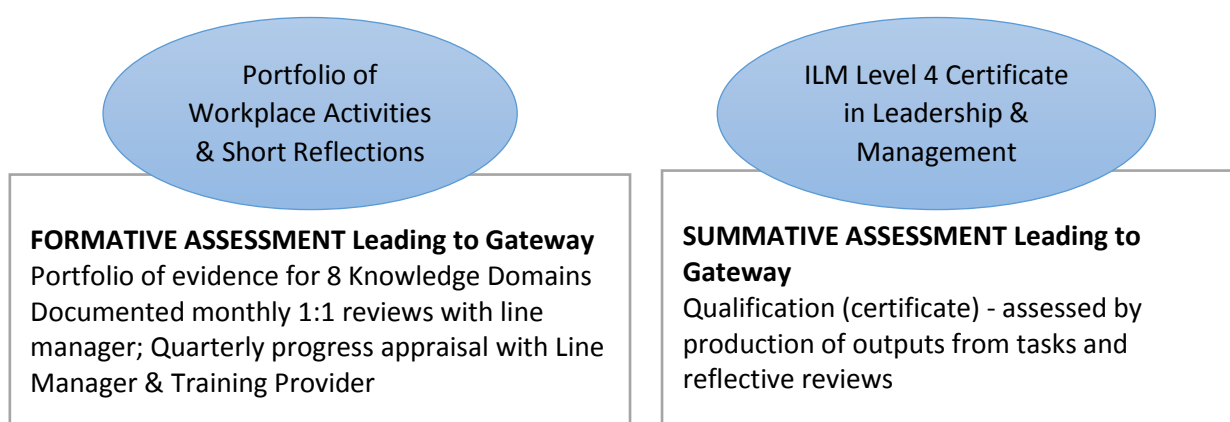 Portfolio of
Workplace Activities
& Short Reflections
FORMATIVE ASSESSMENT Leading to Gateway
Portfolio of evidence for 8 Knowledge Domains
Documented monthly 1:1 reviews with line
manager; Quarterly progress appraisal with Line
Manager & Training Provider
ILM Level 4 Certificate
in Leadership &
Management
SUMMATIVE ASSESSMENT Leading to
Gateway
Qualification (certificate) - assessed by
production of outputs from tasks and
reflective reviews